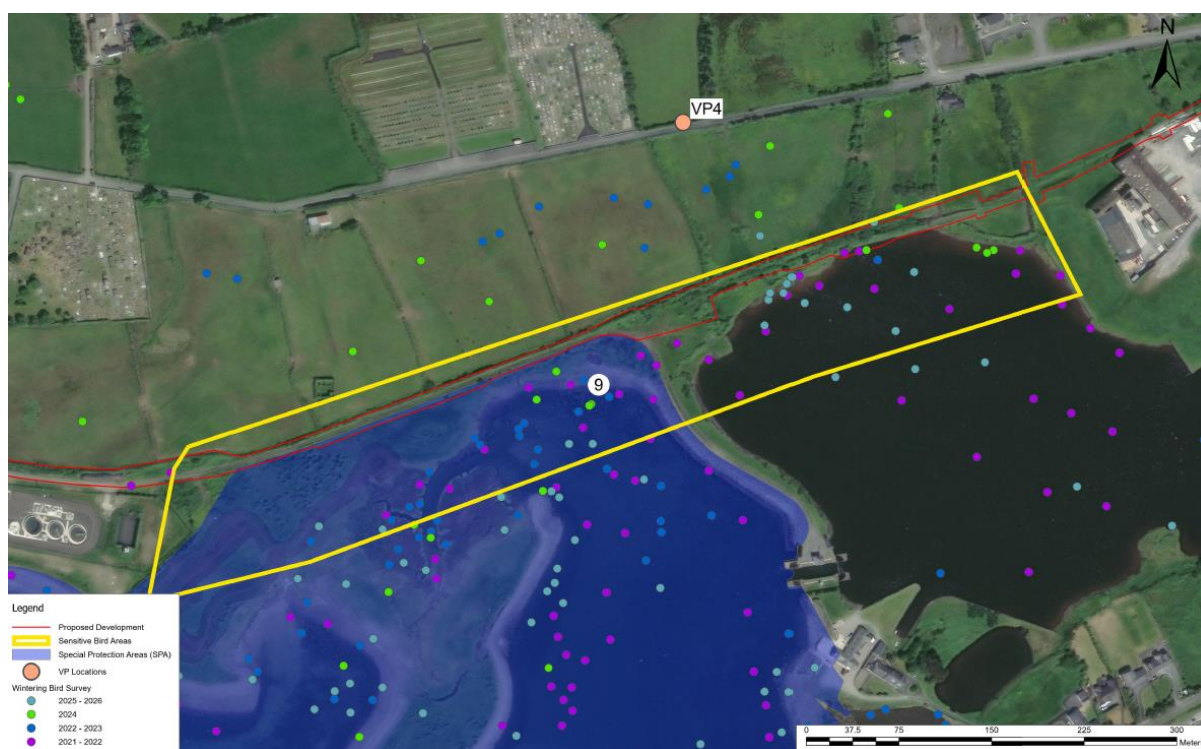 N
VP4
9
Legend
Proposed Development
Sensitive Bird Areas
Special Protection Areas (SPA)
VP Locations
Wintering Bird Survey
2025 - 2026
2024
2022 - 2023
2021 - 2022
0 37.5 75 150 225 300
Meter